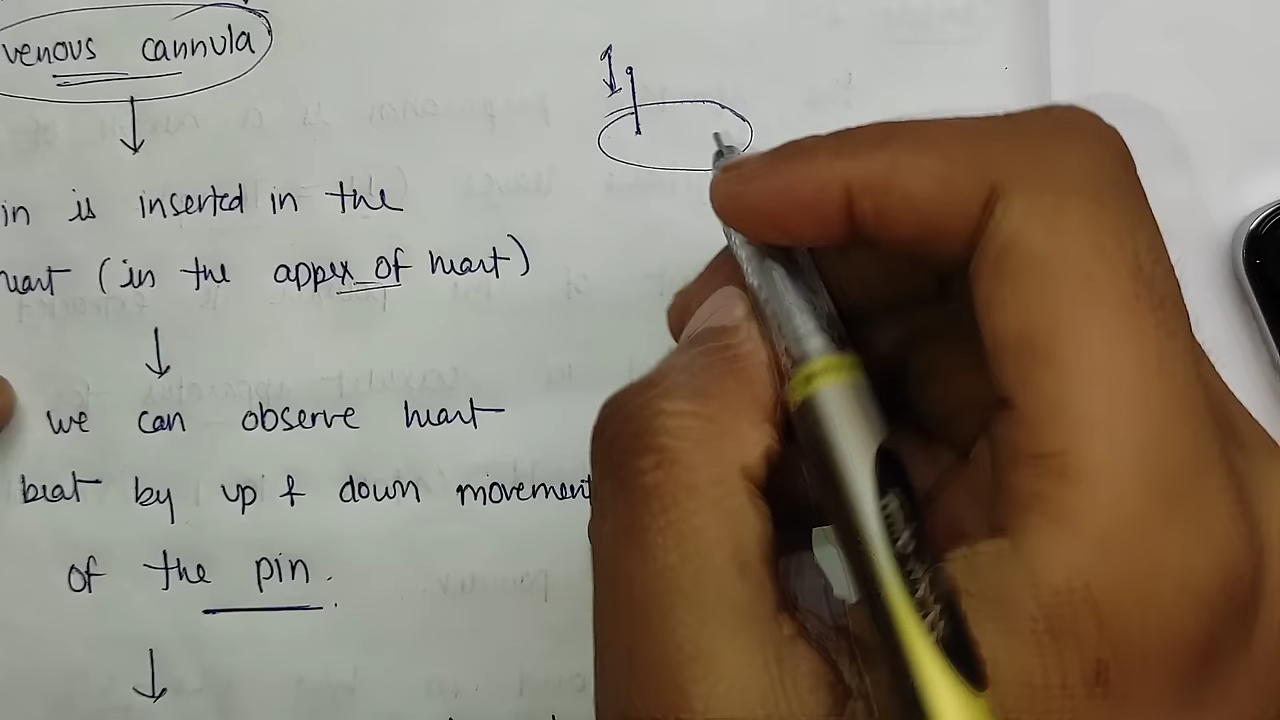 venous cannula
in is inserted in the
heart (in the appex of heart)
we can observe heart
beat by up & down movement
of the pin.